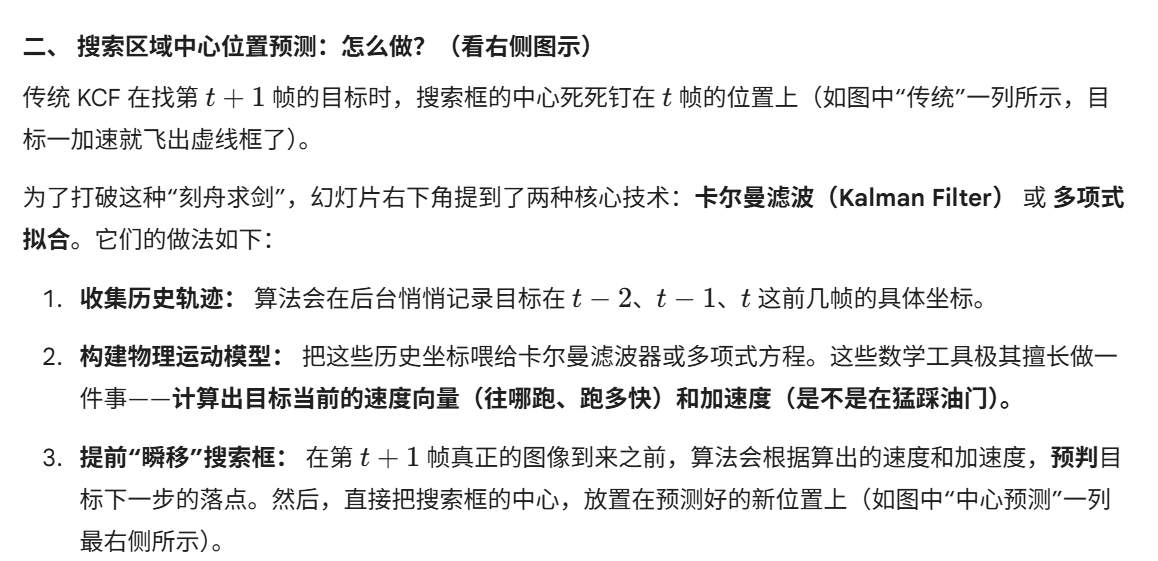 二、 搜索区域中心位置预测：怎么做？（看右侧图示）
传统 KCF 在找第 t + 1 帧的目标时，搜索框的中心死死钉在 t 帧的位置上（如图中“传统”一列所示，目
标一加速就飞出虚线框了）。
为了打破这种“刻舟求剑”，幻灯片右下角提到了两种核心技术：卡尔曼滤波（Kalman Filter） 或 多项式
拟合。它们的做法如下：
1. 收集历史轨迹： 算法会在后台悄悄记录目标在 t − 2、t − 1、t 这前几帧的具体坐标。
2. 构建物理运动模型： 把这些历史坐标喂给卡尔曼滤波器或多项式方程。这些数学工具极其擅长做一
件事——计算出目标当前的速度向量（往哪跑、跑多快）和加速度（是不是在猛踩油门）。
3. 提前“瞬移”搜索框： 在第 t + 1 帧真正的图像到来之前，算法会根据算出的速度和加速度，预判目
标下一步的落点。然后，直接把搜索框的中心，放置在预测好的新位置上（如图中“中心预测”一列
最右侧所示）。